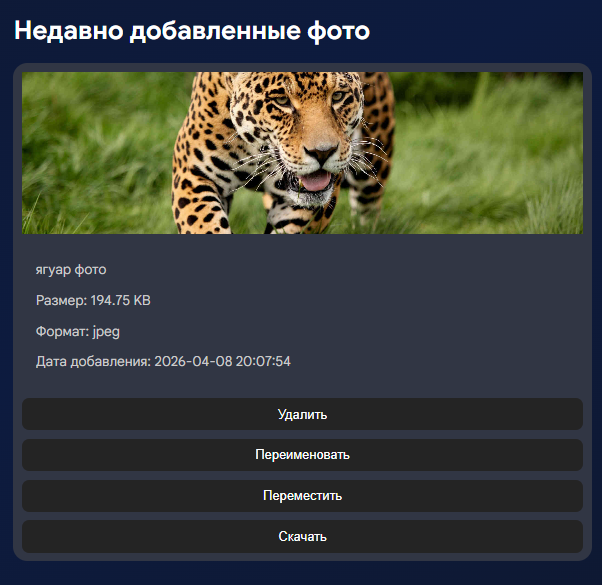 Недавно добавленные фото
ягуар фото
Размер: 194.75 KB
Формат: jpeg
Дата добавления: 2026-04-08 20:07:54
Удалить
Переименовать
Переместить
Скачать